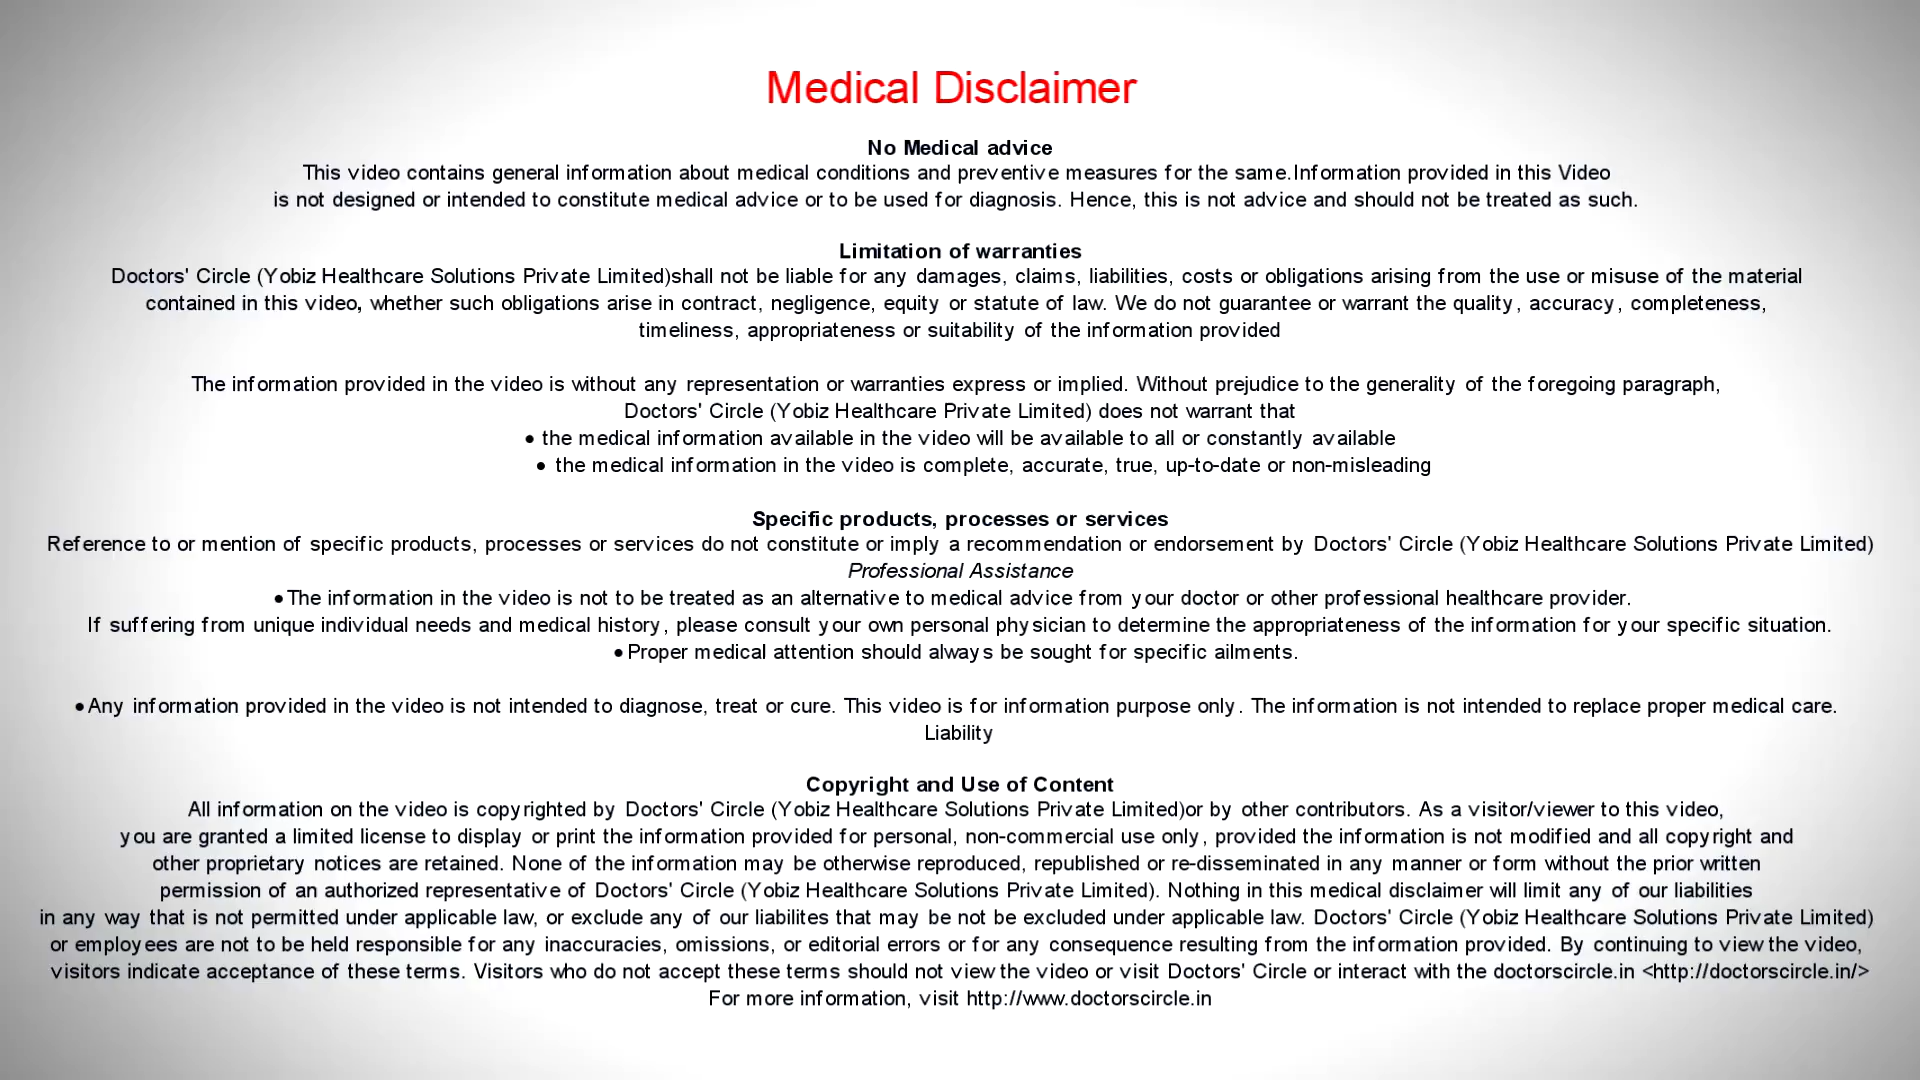 Medical Disclaimer
No Medical advice
This video contains general information about medical conditions and preventive measures for the same.Information provided in this Video
is not designed or intended to constitute medical advice or to be used for diagnosis. Hence, this is not advice and should not be treated as such.
Limitation of warranties
Doctors' Circle (Yobiz Healthcare Solutions Private Limited)shall not be liable for any damages, claims, liabilities, costs or obligations arising from the use or misuse of the material
contained in this video, whether such obligations arise in contract, negligence, equity or statute of law. We do not guarantee or warrant the quality, accuracy, completeness,
timeliness, appropriateness or suitability of the information provided
The information provided in the video is without any representation or warranties express or implied. Without prejudice to the generality of the foregoing paragraph,
Doctors' Circle (Yobiz Healthcare Private Limited) does not warrant that
• the medical information available in the video will be available to all or constantly available
• the medical information in the video is complete, accurate, true, up-to-date or non-misleading
Specific products, processes or services
Reference to or mention of specific products, processes or services do not constitute or imply a recommendation or endorsement by Doctors' Circle (Yobiz Healthcare Solutions Private Limited)
Professional Assistance
•The information in the video is not to be treated as an alternative to medical advice from your doctor or other professional healthcare provider.
If suffering from unique individual needs and medical history, please consult your own personal physician to determine the appropriateness of the information for your specific situation.
•Proper medical attention should always be sought for specific ailments.
•Any information provided in the video is not intended to diagnose, treat or cure. This video is for information purpose only. The information is not intended to replace proper medical care.
Liability
Copyright and Use of Content
All information on the video is copyrighted by Doctors' Circle (Yobiz Healthcare Solutions Private Limited)or by other contributors. As a visitor/viewer to this video,
you are granted a limited license to display or print the information provided for personal, non-commercial use only, provided the information is not modified and all copyright and
other proprietary notices are retained. None of the information may be otherwise reproduced, republished or re-disseminated in any manner or form without the prior written
permission of an authorized representative of Doctors' Circle (Yobiz Healthcare Solutions Private Limited). Nothing in this medical disclaimer will limit any of our liabilities
in any way that is not permitted under applicable law, or exclude any of our liabilites that may be not be excluded under applicable law. Doctors' Circle (Yobiz Healthcare Solutions Private Limited)
or employees are not to be held responsible for any inaccuracies, omissions, or editorial errors or for any consequence resulting from the information provided. By continuing to view the video,
visitors indicate acceptance of these terms. Visitors who do not accept these terms should not view the video or visit Doctors' Circle or interact with the doctorscircle.in <http://doctorscircle.in/>
For more information, visit http://www.doctorscircle.in